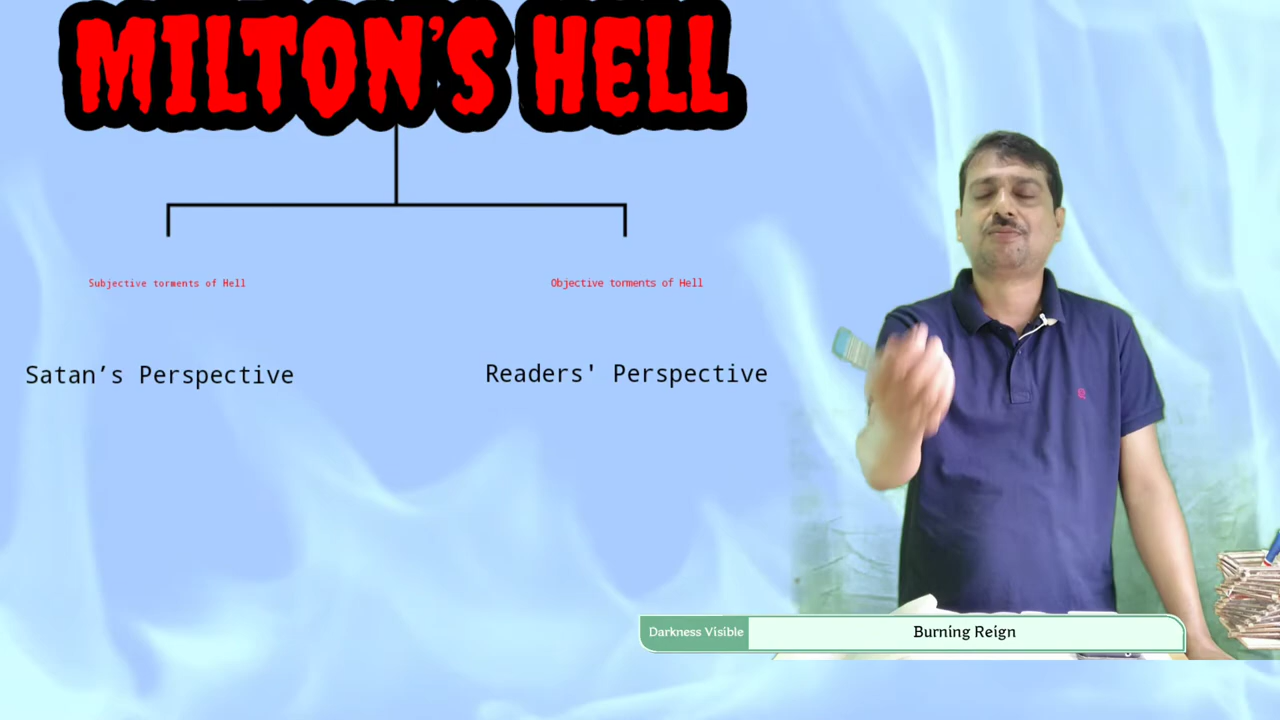 MILTON’S HELL
Subjective torments of Hell
Objective torments of Hell
Satan’s Perspective
Readers' Perspective
Darkness Visible
Burning Reign